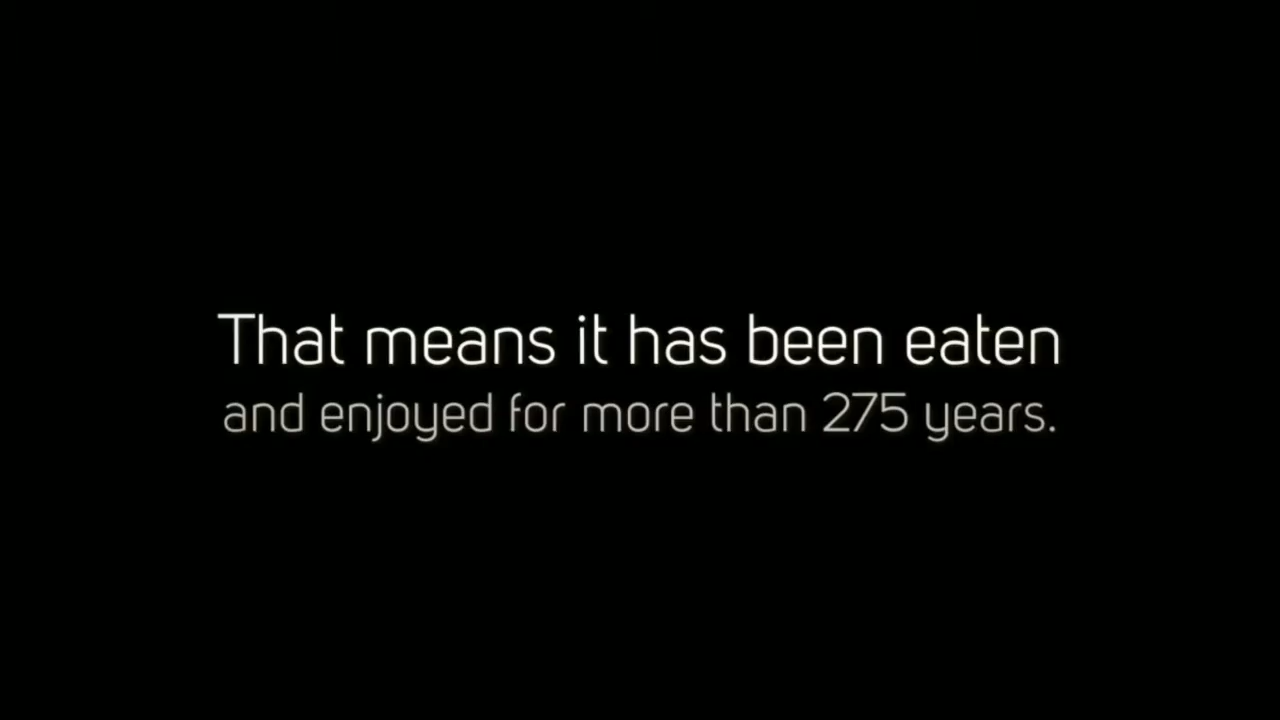 That means it has been eaten
and enjoyed for more than 275 years.